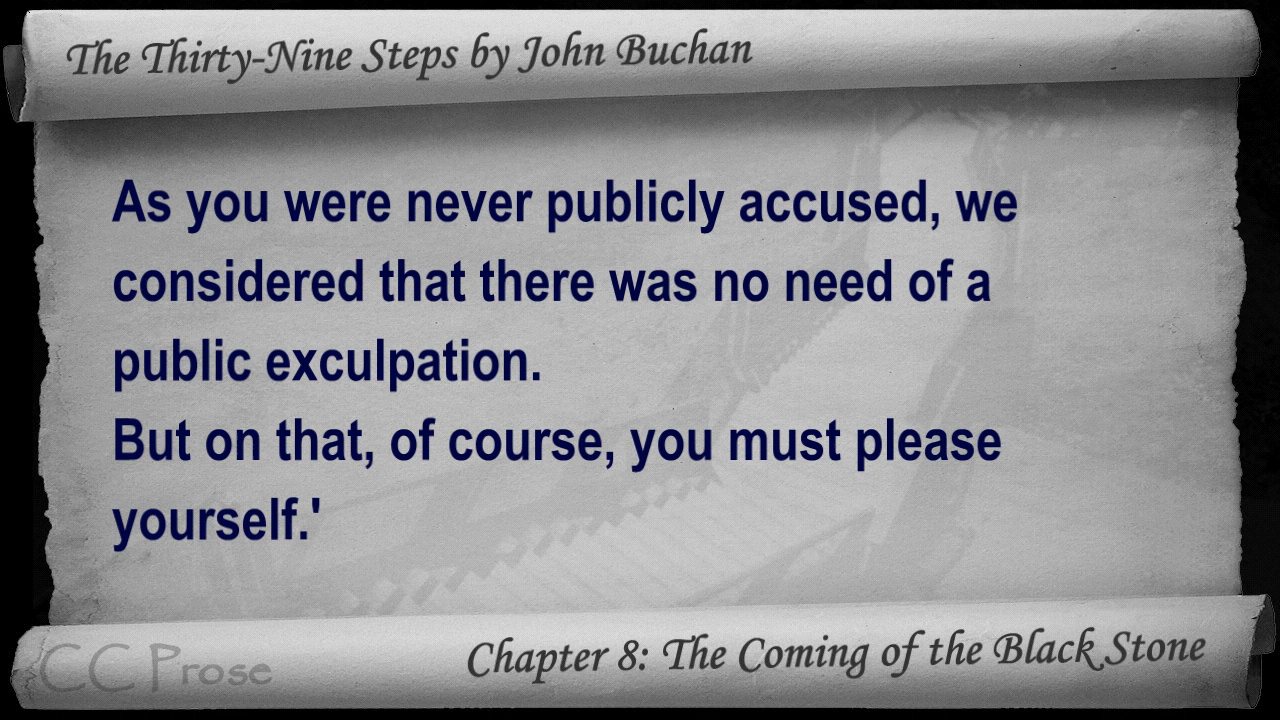 The Thirty-Nine Steps by John Buchan
As you were never publicly accused, we
considered that there was no need of a
public exculpation.
But on that, of course, you must please
yourself.'
CC Prose
Chapter 8: The Coming of the Black Stone